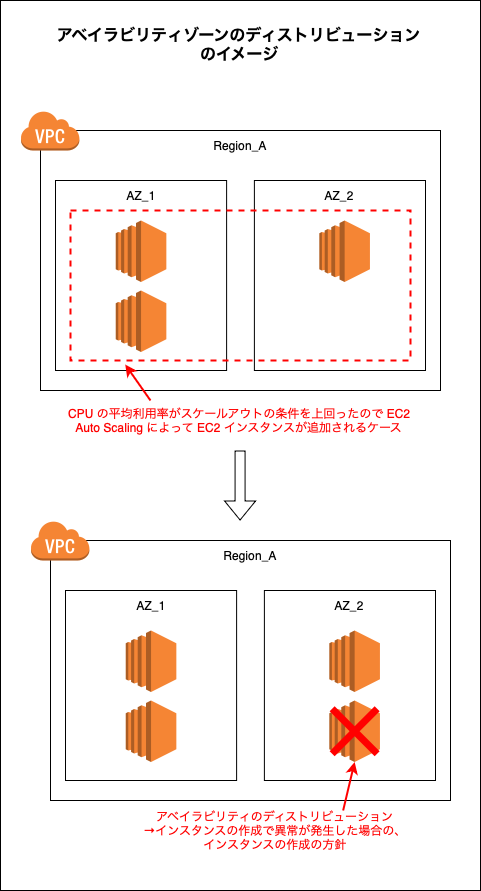 アベイラビリティゾーンのディストリビューション
のイメージ
VPC
Region_A
AZ_1
AZ_2
CPU の平均利用率がスケールアウトの条件を上回ったので EC2
Auto Scaling によって EC2 インスタンスが追加されるケース
VPC
Region_A
AZ_1
AZ_2
アベイラビリティのディストリビューション
→インスタンスの作成で異常が発生した場合の、
インスタンスの作成の方針